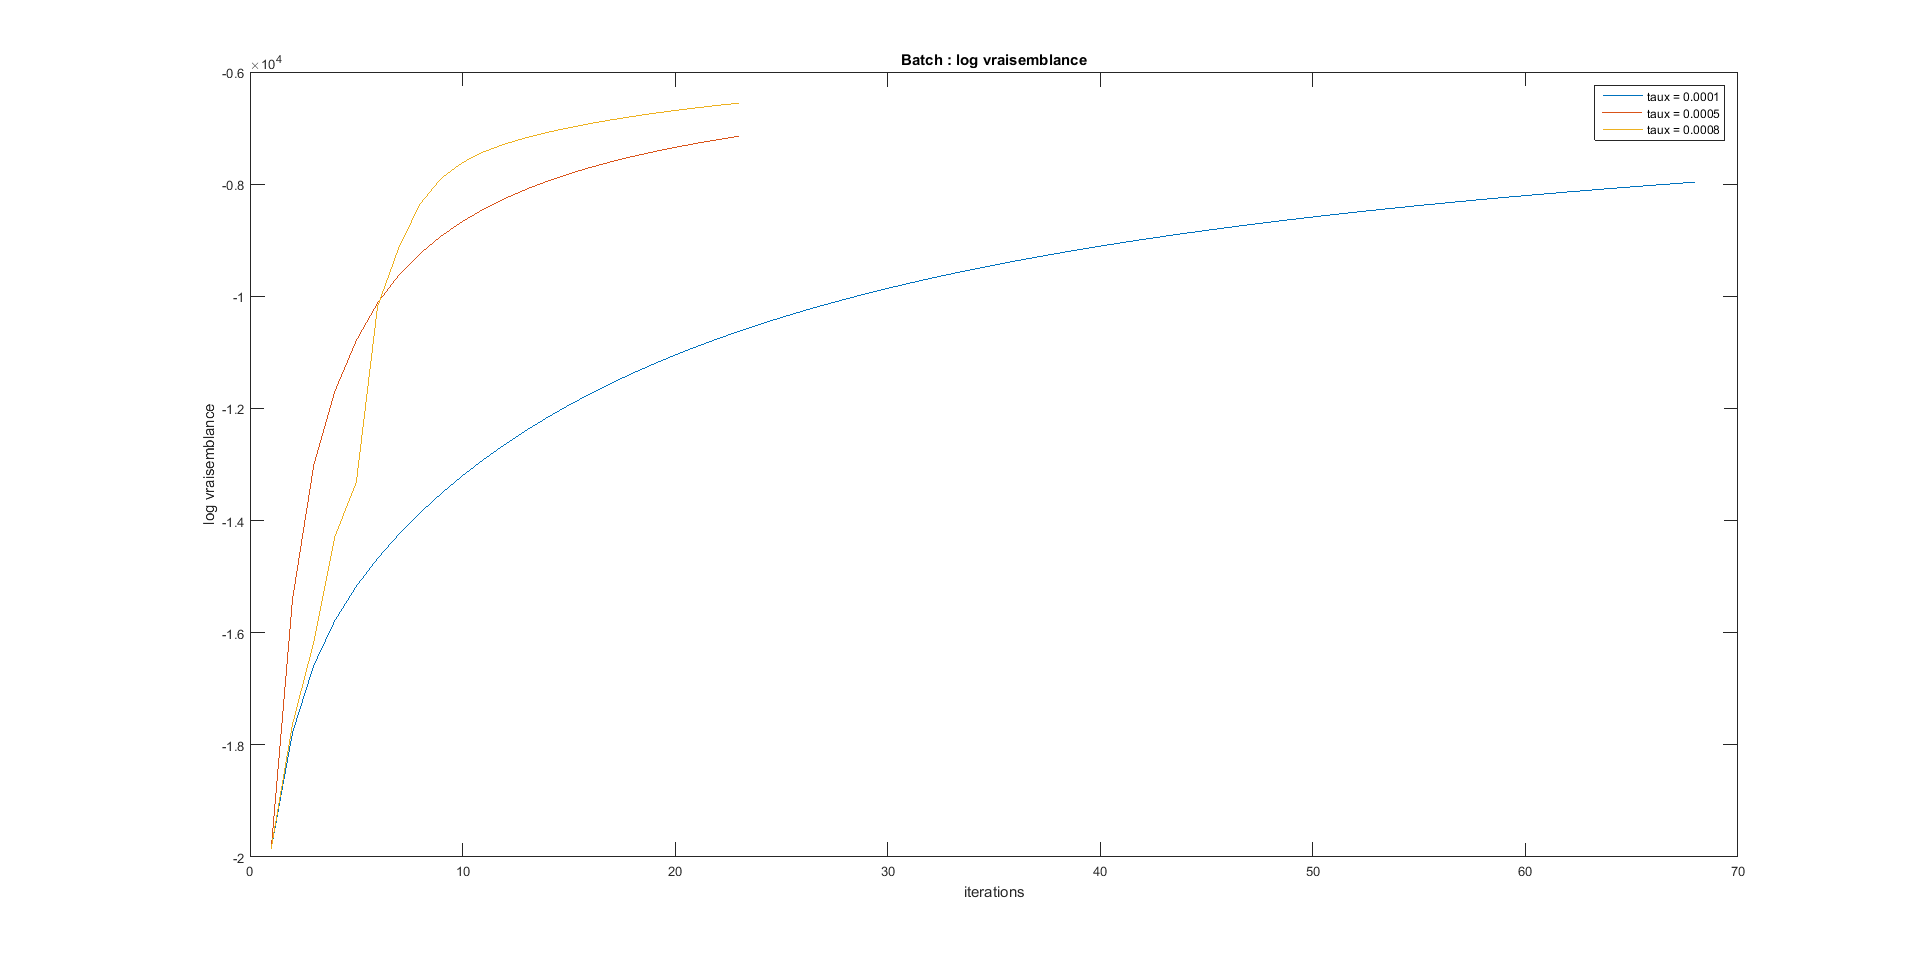 Batch : log vraisemblance
×10^4
-0.6
-0.8
-1
-1.2
-1.4
-1.6
-1.8
-2
log vraisemblance
0 10 20 30 40 50 60 70
iterations
taux = 0.0001
taux = 0.0005
taux = 0.0008